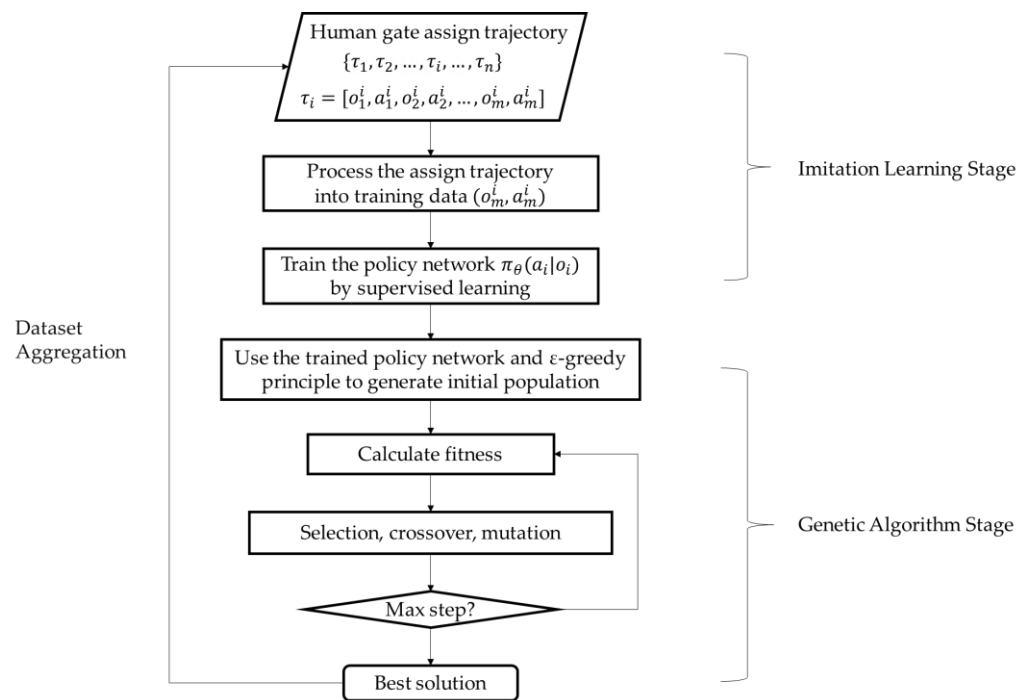 Human gate assign trajectory
{τ₁, τ₂, …, τᵢ, …, τₙ}
τᵢ = [o₁ⁱ, a₁ⁱ, o₂ⁱ, a₂ⁱ, …, oₘⁱ, aₘⁱ]
Process the assign trajectory
into training data (oₘⁱ, aₘⁱ)
Imitation Learning Stage
Train the policy network π_θ(aᵢ|oᵢ)
by supervised learning
Dataset
Aggregation
Use the trained policy network and ε-greedy
principle to generate initial population
Calculate fitness
Selection, crossover, mutation
Genetic Algorithm Stage
Max step?
Best solution